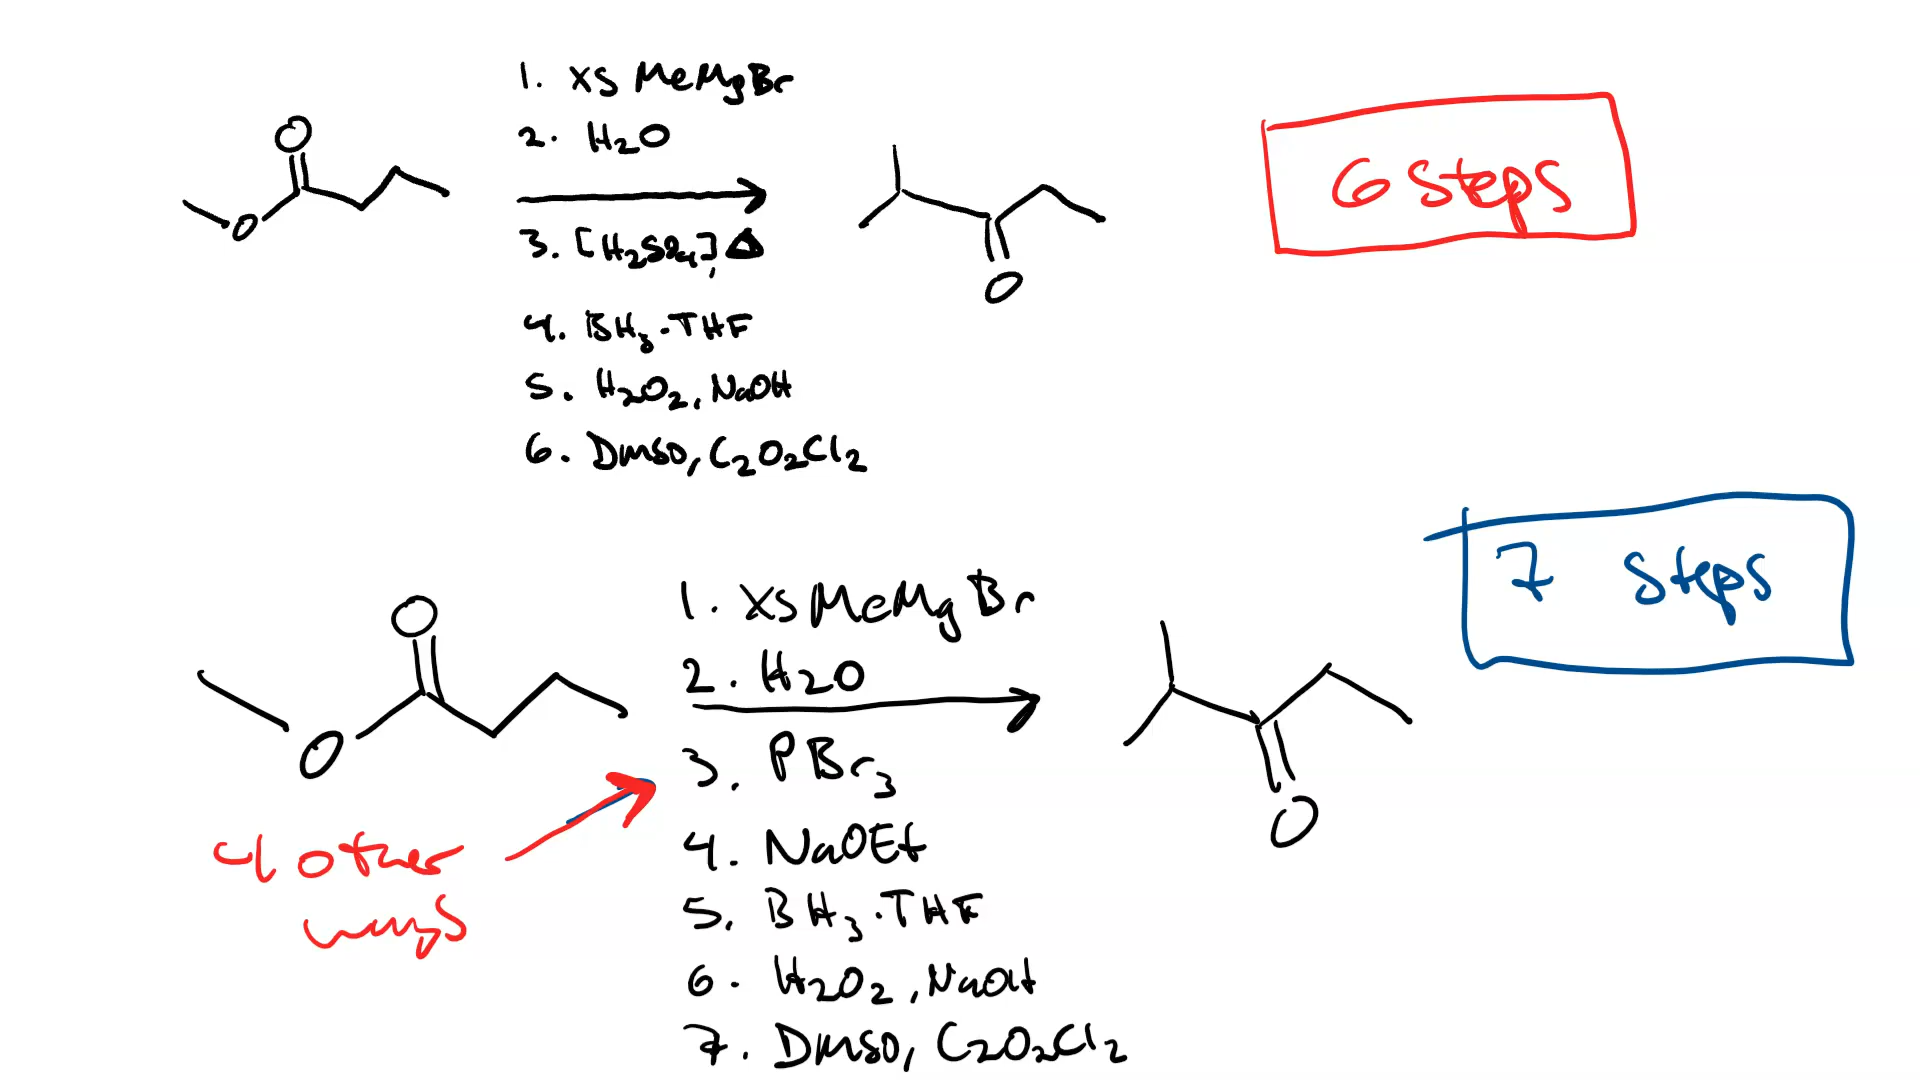 1. XS MeMgBr
2. H2O
3. [H2SO4], Δ
4. BH3·THF
5. H2O2, NaOH
6. DMSO, C2O2Cl2
O
O
O
6 Steps
1. XS MeMgBr
2. H2O
3. PBr3
4. NaOEt
5. BH3·THF
6. H2O2, NaOH
7. DMSO, C2O2Cl2
O
O
O
7 Steps
4 other
ways